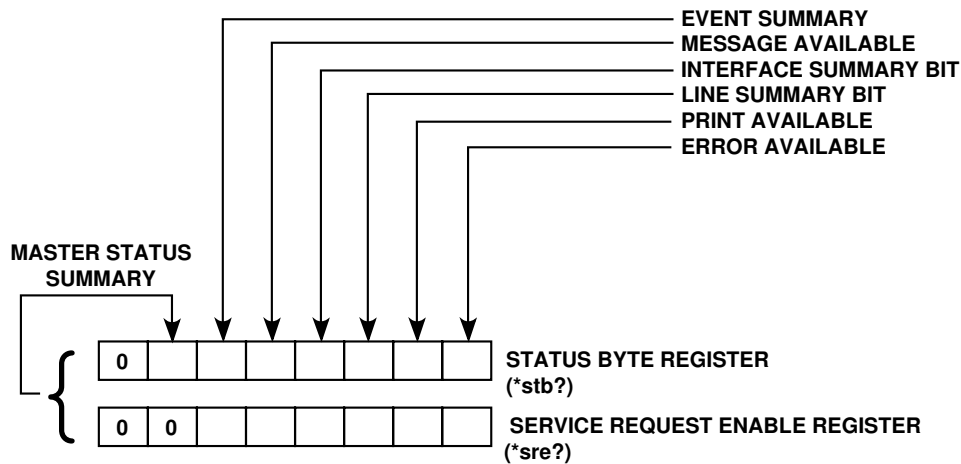 EVENT SUMMARY
MESSAGE AVAILABLE
INTERFACE SUMMARY BIT
LINE SUMMARY BIT
PRINT AVAILABLE
ERROR AVAILABLE
MASTER STATUS
SUMMARY
0
STATUS BYTE REGISTER
(*stb?)
0 0
SERVICE REQUEST ENABLE REGISTER
(*sre?)